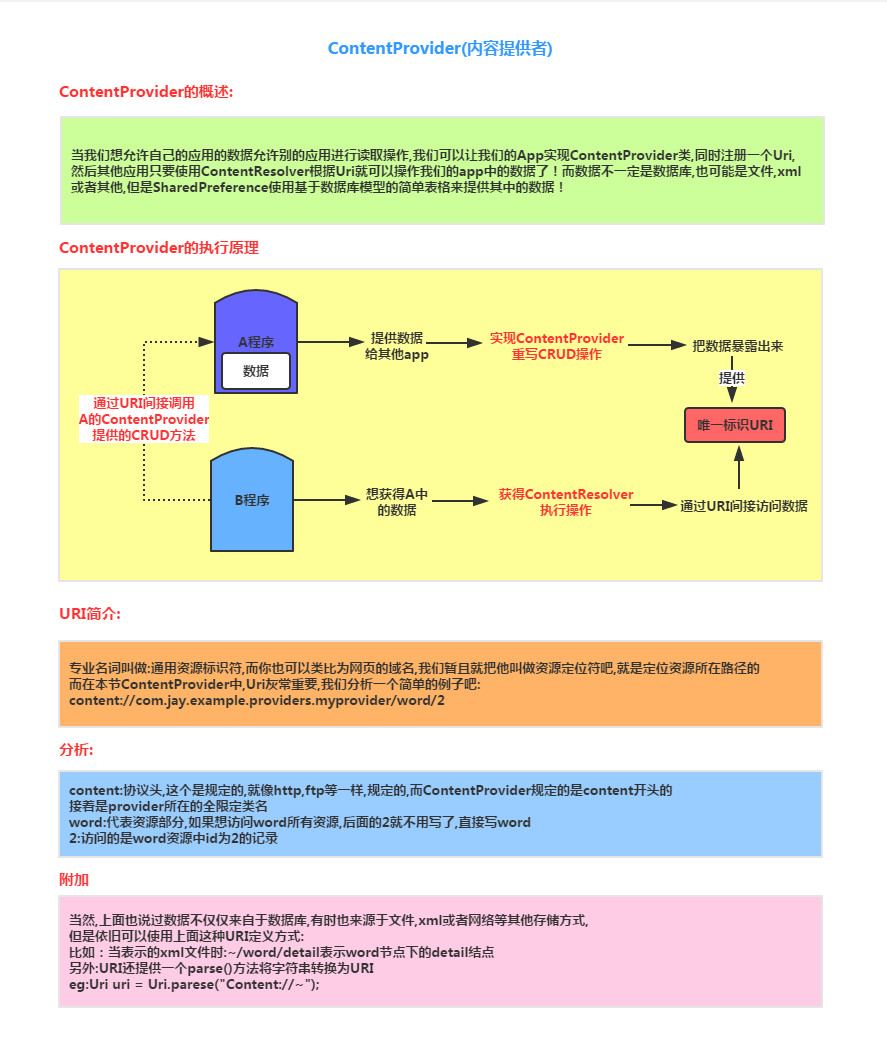 ContentProvider(内容提供者)
ContentProvider的概述:
当我们想允许自己的应用的数据允许别的应用进行读取操作,我们可以让我们的App实现ContentProvider类,同时注册一个Uri,
然后其他应用只要使用ContentResolver根据Uri就可以操作我们的app中的数据了！而数据不一定是数据库,也可能是文件,xml
或者其他,但是SharedPreference使用基于数据库模型的简单表格来提供其中的数据！
ContentProvider的执行原理
A程序
数据
提供数据
给其他app
实现ContentProvider
重写CRUD操作
把数据暴露出来
提供
唯一标识URI
通过URI间接调用
A的ContentProvider
提供的CRUD方法
B程序
想获得A中
的数据
获得ContentResolver
执行操作
通过URI间接访问数据
URI简介:
专业名词叫做:通用资源标识符,而你也可以类比为网页的域名,我们暂且就把他叫做资源定位符吧,就是定位资源所在路径的
而在本节ContentProvider中,Uri灰常重要,我们分析一个简单的例子吧:
content://com.jay.example.providers.myprovider/word/2
分析:
content:协议头,这个是规定的,就像http,ftp等一样,规定的,而ContentProvider规定的是content开头的
接着是provider所在的全限定类名
word:代表资源部分,如果想访问word所有资源,后面的2就不用写了,直接写word
2:访问的是word资源中id为2的记录
附加
当然,上面也说过数据不仅仅来自于数据库,有时也来源于文件,xml或者网络等其他存储方式,
但是依旧可以使用上面这种URI定义方式:
比如：当表示的xml文件时:~/word/detail表示word节点下的detail结点
另外:URI还提供一个parse()方法将字符串转换为URI
eg:Uri uri = Uri.parese("Content://~");